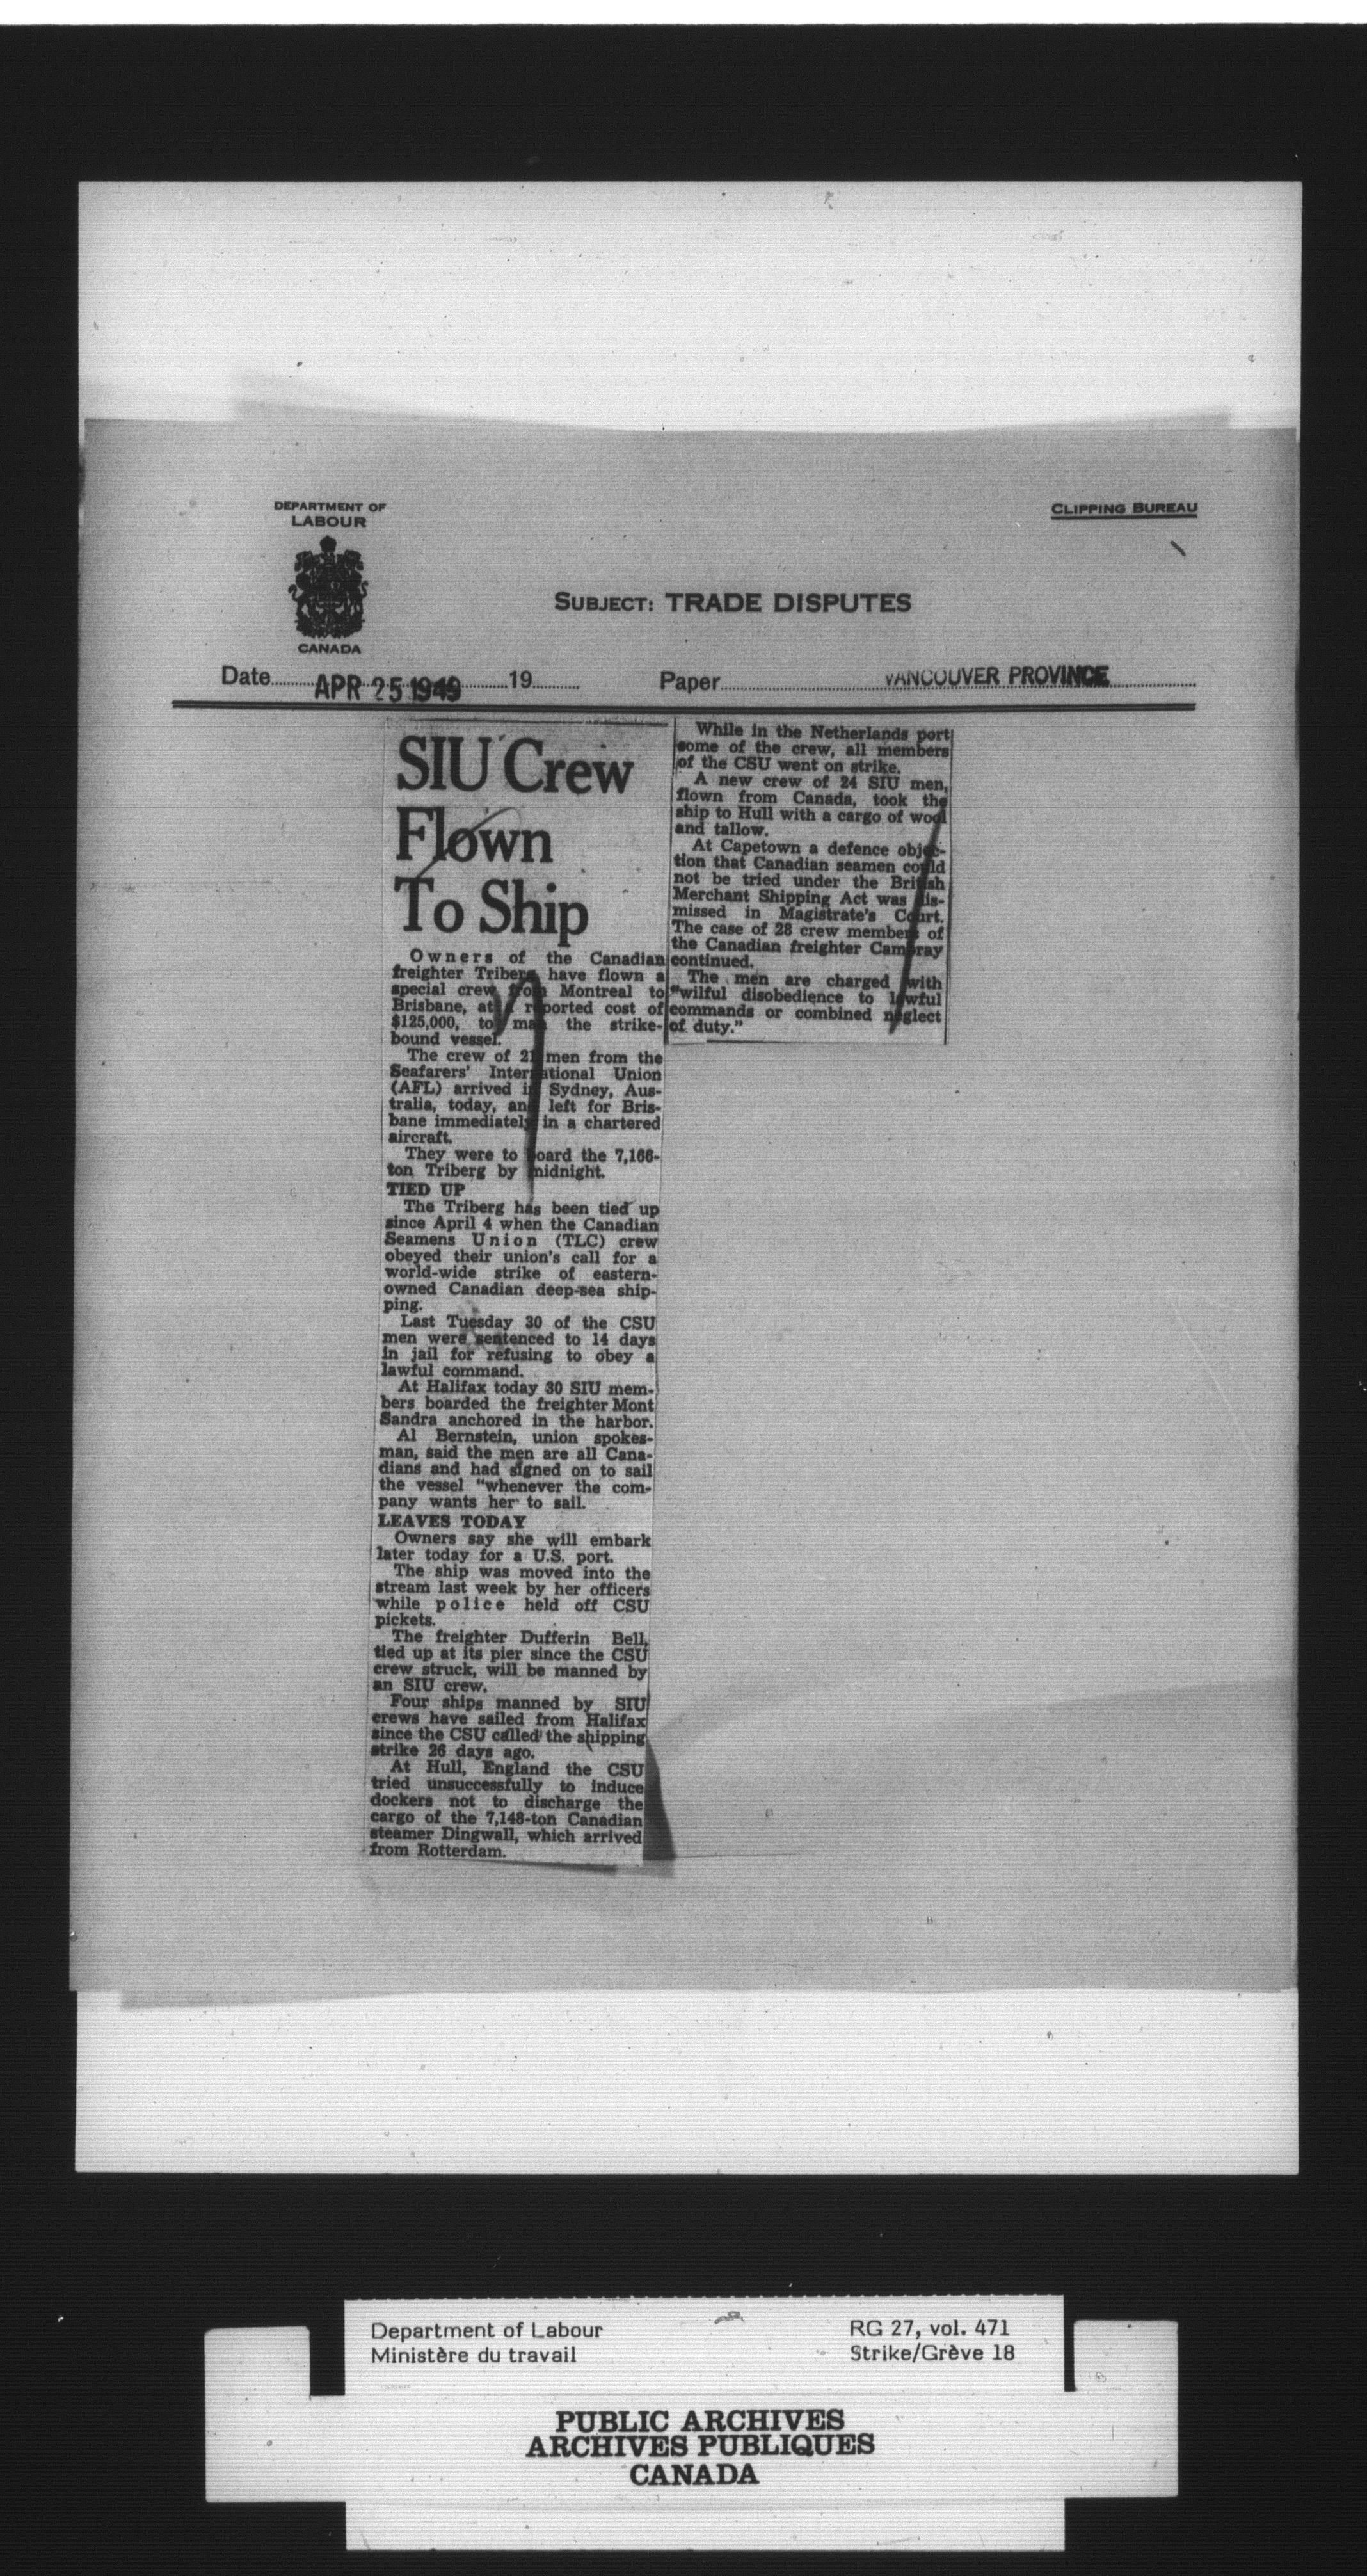 DEPARTMENT OF
LABOUR
CANADA
CLIPPING BUREAU
SUBJECT: TRADE DISPUTES
Date APR 25 1949 19
Paper VANCOUVER PROVINCE
SIU Crew
Flown
To Ship
Owners of the Canadian
freighter Triberg have flown a
special crew from Montreal to
Brisbane, at a reported cost of
$125,000, to man the strike-
bound vessel.
The crew of 21 men from the
Seafarers' International Union
(AFL) arrived in Sydney, Aus-
tralia, today, and left for Bris-
bane immediately in a chartered
aircraft.
They were to board the 7,166-
ton Triberg by midnight.
TIED UP
The Triberg has been tied up
since April 4 when the Canadian
Seamens Union (TLC) crew
obeyed their union's call for a
world-wide strike of eastern-
owned Canadian deep-sea ship-
ping.
Last Tuesday 30 of the CSU
men were sentenced to 14 days
in jail for refusing to obey a
lawful command.
At Halifax today 30 SIU mem-
bers boarded the freighter Mont
Sandra anchored in the harbor.
Al Bernstein, union spokes-
man, said the men are all Cana-
dians and had signed on to sail
the vessel "whenever the com-
pany wants her to sail.
LEAVES TODAY
Owners say she will embark
later today for a U.S. port.
The ship was moved into the
stream last week by her officers
while police held off CSU
pickets.
The freighter Dufferin Bell,
tied up at its pier since the CSU
crew struck, will be manned by
an SIU crew.
Four ships manned by SIU
crews have sailed from Halifax
since the CSU called the shipping
strike 26 days ago.
At Hull, England the CSU
tried unsuccessfully to induce
dockers not to discharge the
cargo of the 7,148-ton Canadian
steamer Dingwall, which arrived
from Rotterdam.
While in the Netherlands port
some of the crew, all members
of the CSU went on strike.
A new crew of 24 SIU men,
flown from Canada, took the
ship to Hull with a cargo of wool
and tallow.
At Capetown a defence objec-
tion that Canadian seamen could
not be tried under the British
Merchant Shipping Act was dis-
missed in Magistrate's Court.
The case of 28 crew members of
the Canadian freighter Cambray
continued.
The men are charged with
"wilful disobedience to lawful
commands or combined neglect
of duty."
Department of Labour
Ministère du travail
RG 27, vol. 471
Strike/Grève 18
PUBLIC ARCHIVES
ARCHIVES PUBLIQUES
CANADA